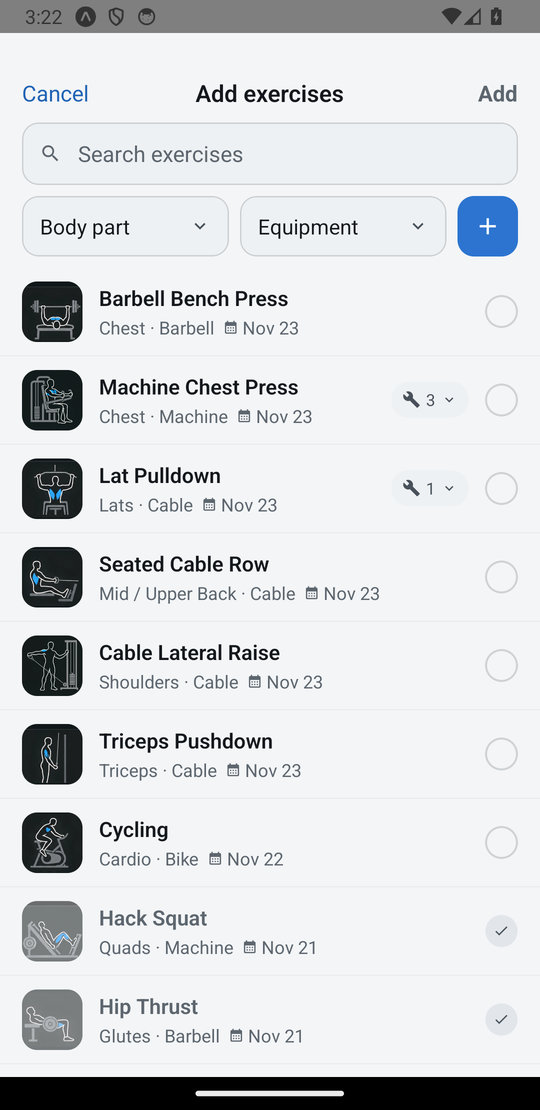 3:22
Cancel
Add exercises
Add
Search exercises
Body part
Equipment
+
Barbell Bench Press
Chest · Barbell Nov 23
Machine Chest Press
Chest · Machine Nov 23
3
Lat Pulldown
Lats · Cable Nov 23
1
Seated Cable Row
Mid / Upper Back · Cable Nov 23
Cable Lateral Raise
Shoulders · Cable Nov 23
Triceps Pushdown
Triceps · Cable Nov 23
Cycling
Cardio · Bike Nov 22
Hack Squat
Quads · Machine Nov 21
Hip Thrust
Glutes · Barbell Nov 21